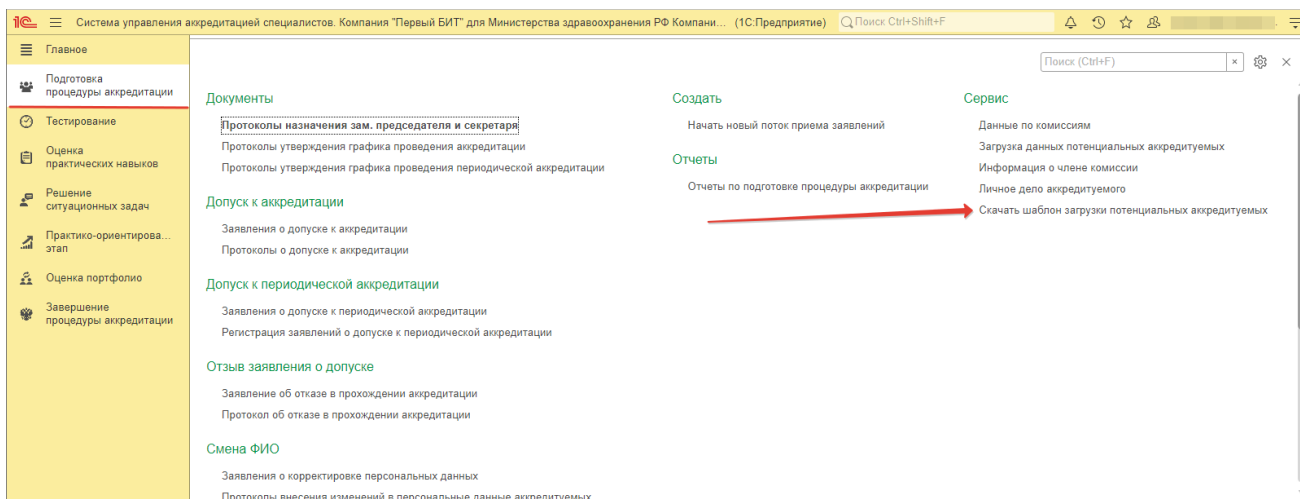 1С Система управления аккредитацией специалистов. Компания "Первый БИТ" для Министерства здравоохранения РФ Компани... (1С:Предприятие) Поиск Ctrl+Shift+F
Главное
Подготовка
процедуры аккредитации
Тестирование
Оценка
практических навыков
Решение
ситуационных задач
Практико-ориентирова...
этап
Оценка портфолио
Завершение
процедуры аккредитации
Поиск (Ctrl+F)
Документы
Протоколы назначения зам. председателя и секретаря
Протоколы утверждения графика проведения аккредитации
Протоколы утверждения графика проведения периодической аккредитации
Допуск к аккредитации
Заявления о допуске к аккредитации
Протоколы о допуске к аккредитации
Допуск к периодической аккредитации
Заявления о допуске к периодической аккредитации
Регистрация заявлений о допуске к периодической аккредитации
Отзыв заявления о допуске
Заявление об отказе в прохождении аккредитации
Протокол об отказе в прохождении аккредитации
Смена ФИО
Заявления о корректировке персональных данных
Протоколы внесения изменений в персональные данные аккредитуемых
Создать
Начать новый поток приема заявлений
Отчеты
Отчеты по подготовке процедуры аккредитации
Сервис
Данные по комиссиям
Загрузка данных потенциальных аккредитуемых
Информация о члене комиссии
Личное дело аккредитуемого
Скачать шаблон загрузки потенциальных аккредитуемых